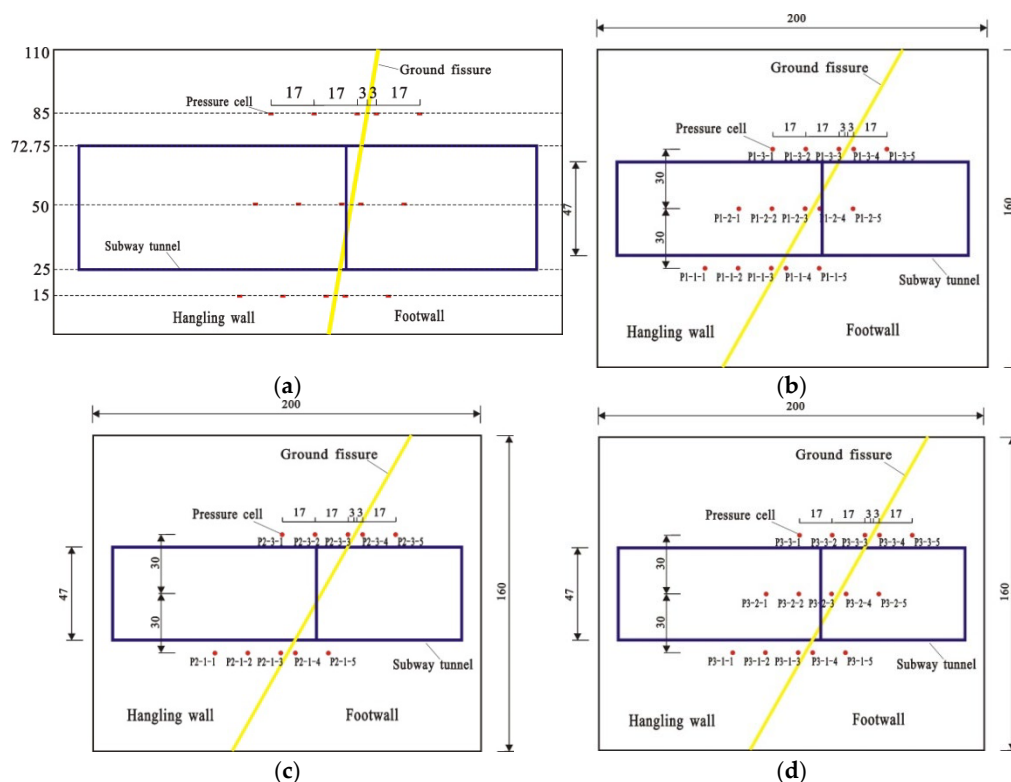 110
Ground fissure
Pressure cell
17 17 3 3 17
85
72.75
50
Subway tunnel
25
15
Hangling wall
Footwall
(a)
200
Ground fissure
17 17 3 3 17
Pressure cell
P1-3-1 P1-3-2 P1-3-3 P1-3-4 P1-3-5
30
47
160
P1-2-1 P1-2-2 P1-2-3 P1-2-4 P1-2-5
30
Subway tunnel
P1-1-1 P1-1-2 P1-1-3 P1-1-4 P1-1-5
Hangling wall
Footwall
(b)
200
Ground fissure
17 17 3 3 17
Pressure cell
P2-3-1 P2-3-2 P2-3-3 P2-3-4 P2-3-5
30
47
160
30
P2-1-1 P2-1-2 P2-1-3 P2-1-4 P2-1-5
Subway tunnel
Hangling wall
Footwall
(c)
200
Ground fissure
17 17 3 3 17
Pressure cell
P3-3-1 P3-3-2 P3-3-3 P3-3-4 P3-3-5
30
47
160
P3-2-1 P3-2-2 P3-2-3 P3-2-4 P3-2-5
30
P3-1-1 P3-1-2 P3-1-3 P3-1-4 P3-1-5
Subway tunnel
Hangling wall
Footwall
(d)